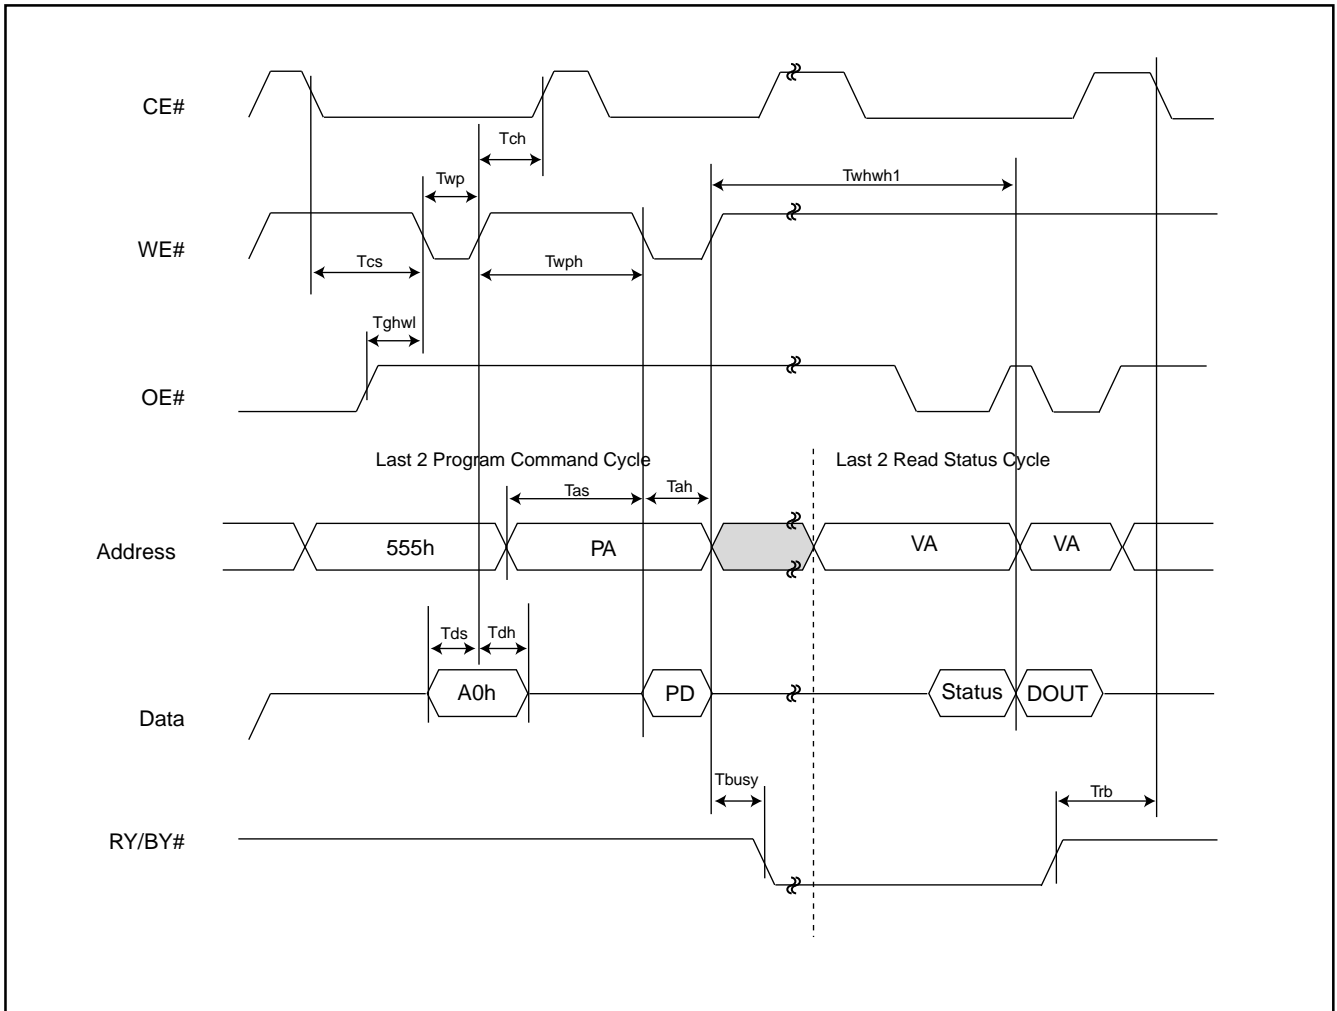 CE#
Tch
Twp
Twhwh1
WE#
Tcs
Twph
Tghwl
OE#
Last 2 Program Command Cycle
Last 2 Read Status Cycle
Tas
Tah
Address
555h
PA
VA
VA
Tds
Tdh
Data
A0h
PD
Status
DOUT
Tbusy
Trb
RY/BY#